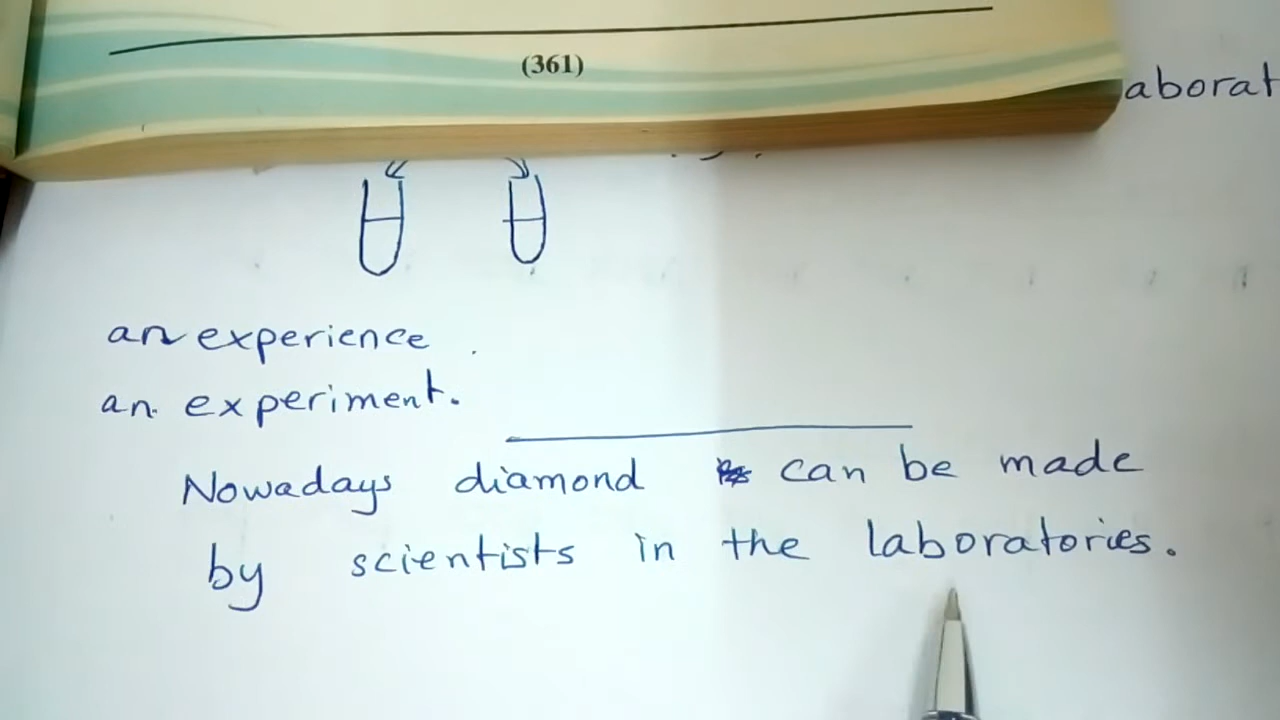 (361)
aborat
an experience
an experiment.
Nowadays diamond can be made
by scientists in the laboratories.